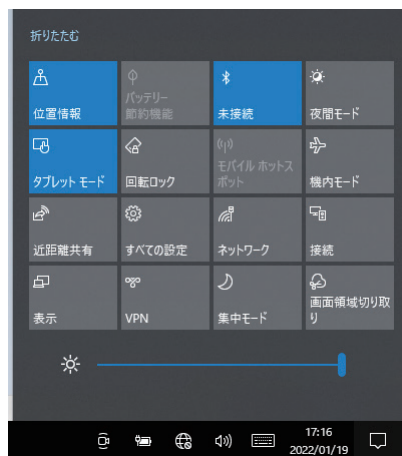 折りたたむ
位置情報
バッテリー
節約機能
未接続
夜間モード
タブレット モード
回転ロック
モバイル ホットス
ポット
機内モード
近距離共有
すべての設定
ネットワーク
接続
表示
VPN
集中モード
画面領域切り取
り
17:16
2022/01/19